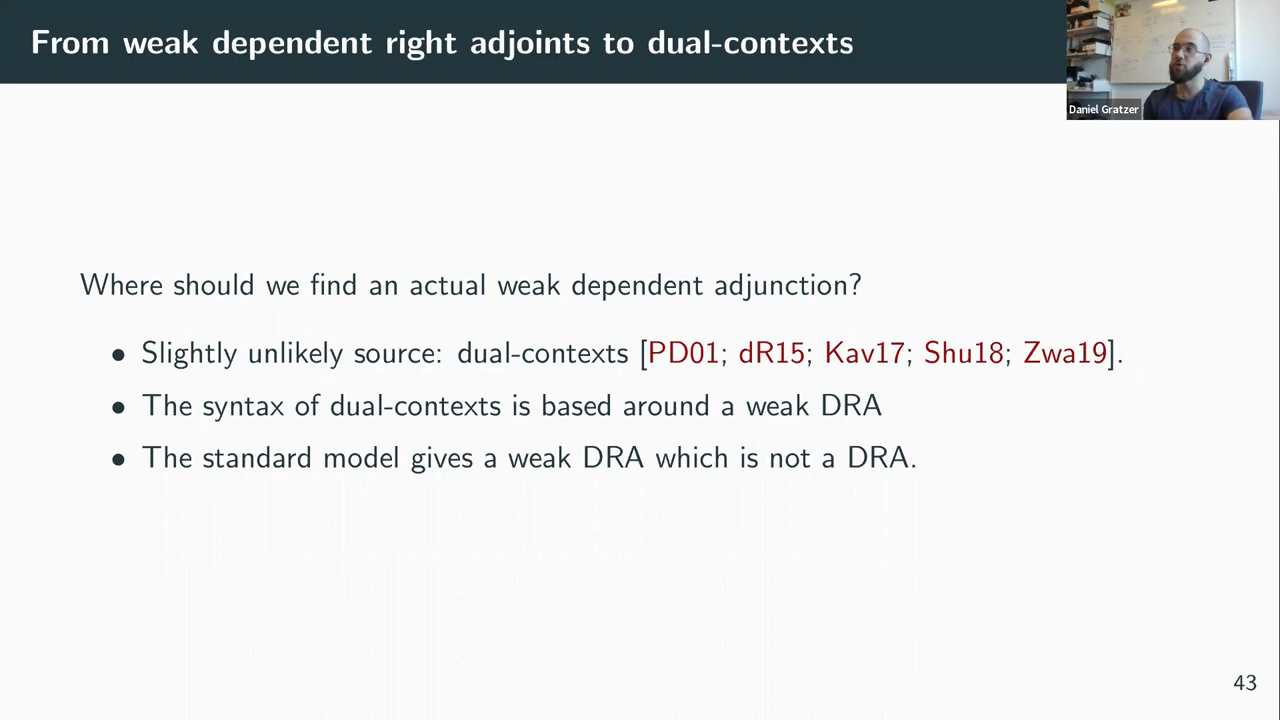 From weak dependent right adjoints to dual-contexts
Daniel Gratzer
Where should we find an actual weak dependent adjunction?
• Slightly unlikely source: dual-contexts [PD01; dR15; Kav17; Shu18; Zwa19].
• The syntax of dual-contexts is based around a weak DRA
• The standard model gives a weak DRA which is not a DRA.
43